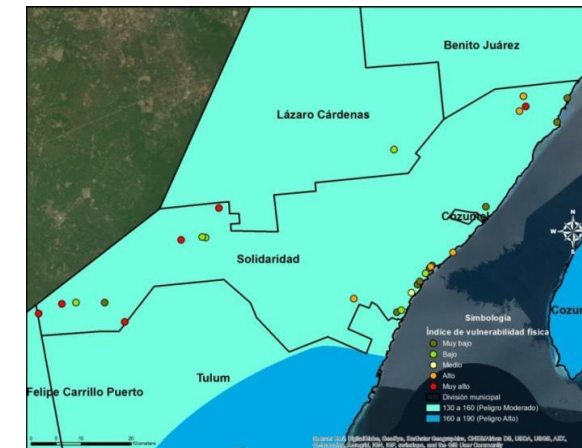 Benito Juárez
Lázaro Cárdenas
Cozumel
N
W
S
Solidaridad
Cozum
Simbología
Índice de vulnerabilidad física
Muy bajo
Bajo
Medio
Alto
Muy alto
División municipal
130 a 160 (Peligro Moderado)
160 a 190 (Peligro Alto)
Felipe Carrillo Puerto
Tulum